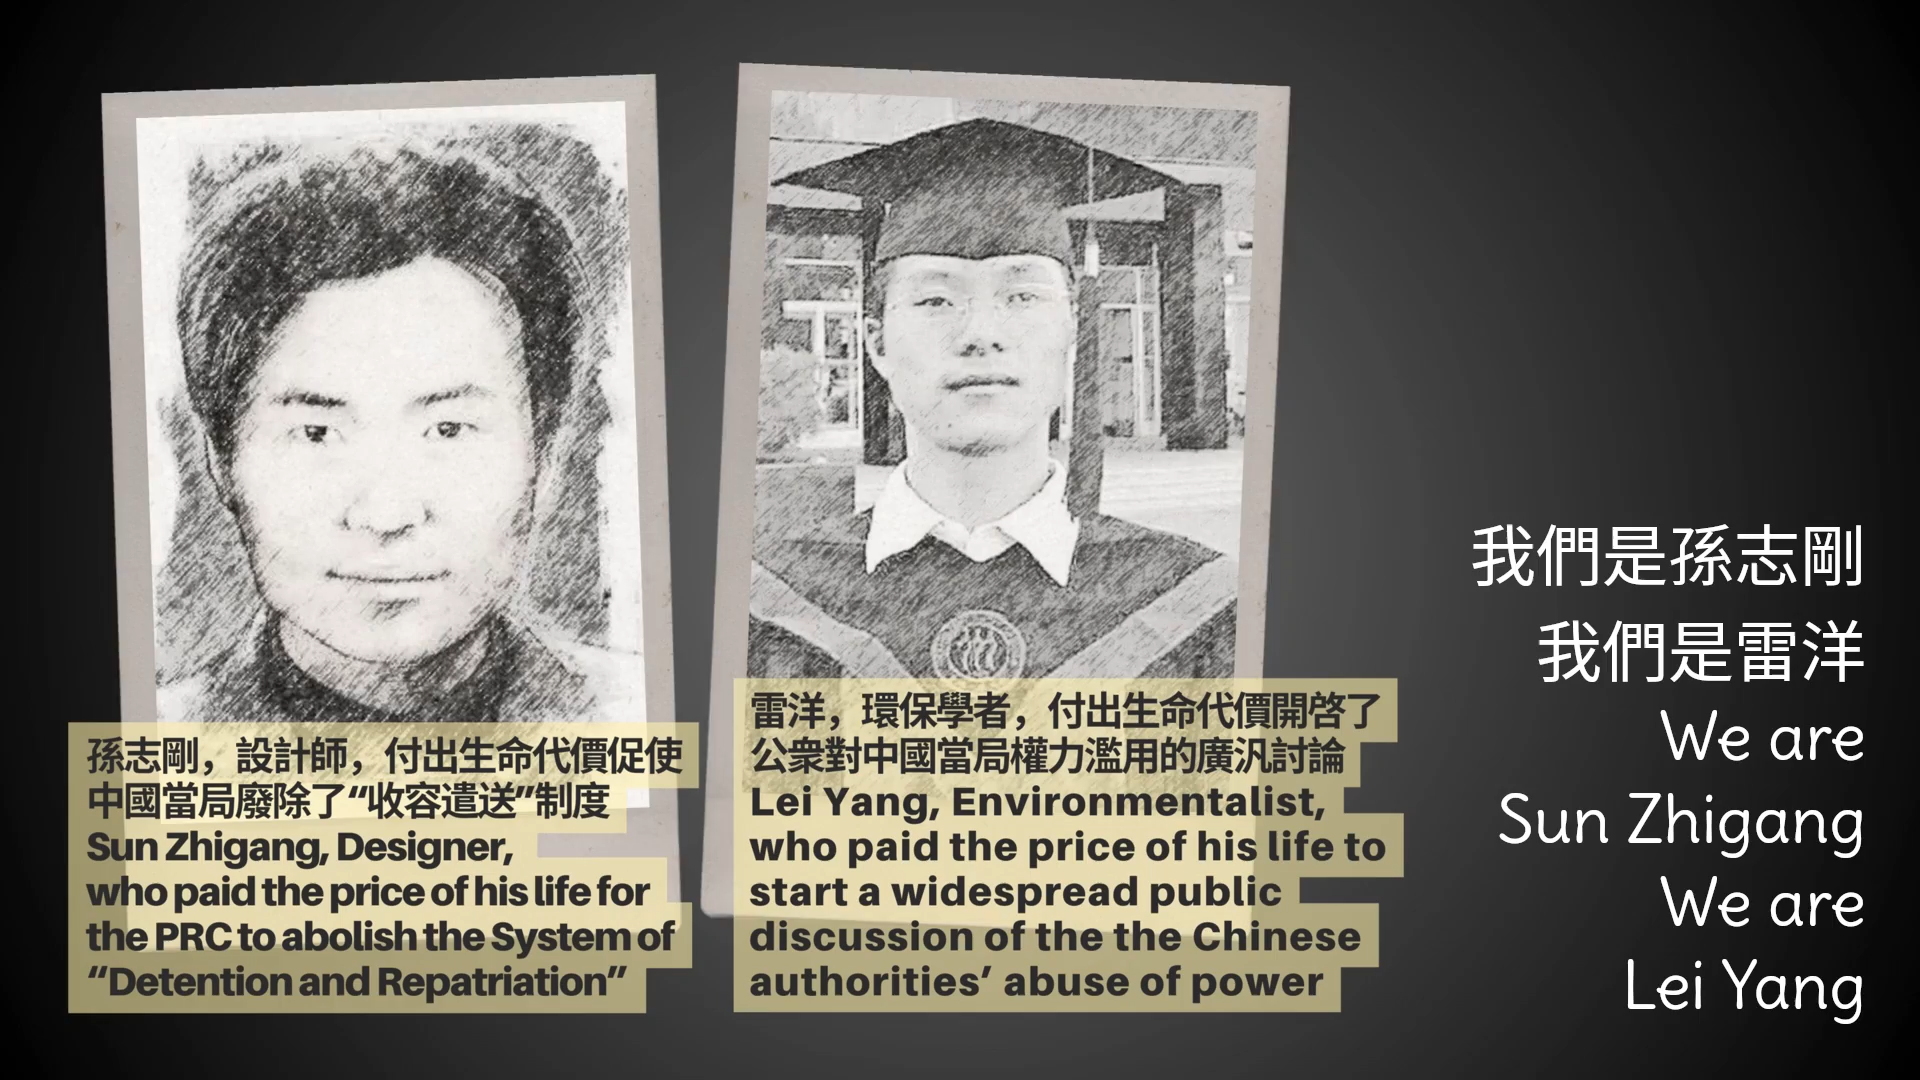 孫志剛，設計師，付出生命代價促使
中國當局廢除了“收容遣送”制度
Sun Zhigang, Designer,
who paid the price of his life for
the PRC to abolish the System of
“Detention and Repatriation”
雷洋，環保學者，付出生命代價開啓了
公衆對中國當局權力濫用的廣汎討論
Lei Yang, Environmentalist,
who paid the price of his life to
start a widespread public
discussion of the the Chinese
authorities’ abuse of power
我們是孫志剛
我們是雷洋
We are
Sun Zhigang
We are
Lei Yang